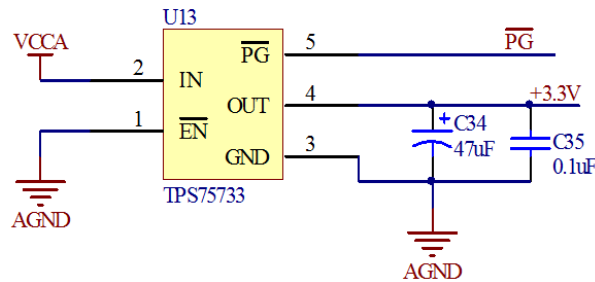 U13
VCCA
2
IN
PG
5
PG
OUT
4
+3.3V
1
EN
C34
47uF
GND
3
C35
0.1uF
TPS75733
AGND
AGND